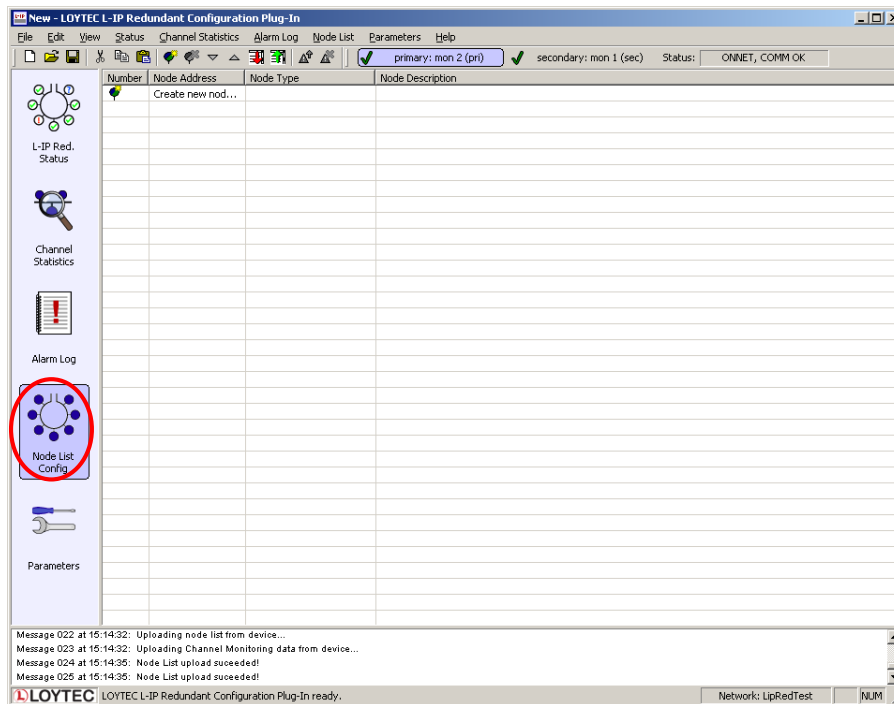 New - LOYTEC L-IP Redundant Configuration Plug-In
File Edit View Status Channel Statistics Alarm Log Node List Parameters Help
primary: mon 2 (pri) secondary: mon 1 (sec) Status: ONNET, COMM OK
Number Node Address Node Type Node Description
Create new nod...
L-IP Red.
Status
Channel
Statistics
Alarm Log
Node List
Config
Parameters
Message 022 at 15:14:32: Uploading node list from device...
Message 023 at 15:14:32: Uploading Channel Monitoring data from device...
Message 024 at 15:14:35: Node List upload suceeded!
Message 025 at 15:14:35: Node List upload suceeded!
LOYTEC LOYTEC L-IP Redundant Configuration Plug-In ready. Network: LipRedTest NUM